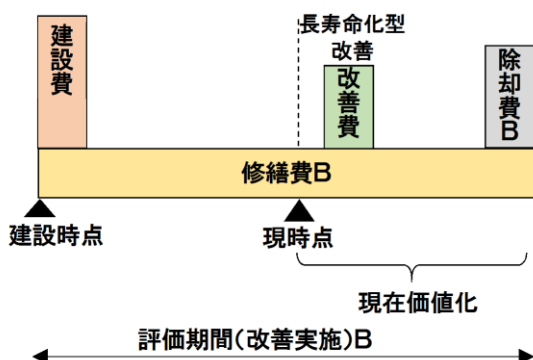 建設費
長寿命化型
改善
改善費
除却費B
修繕費B
建設時点
現時点
現在価値化
評価期間(改善実施)B